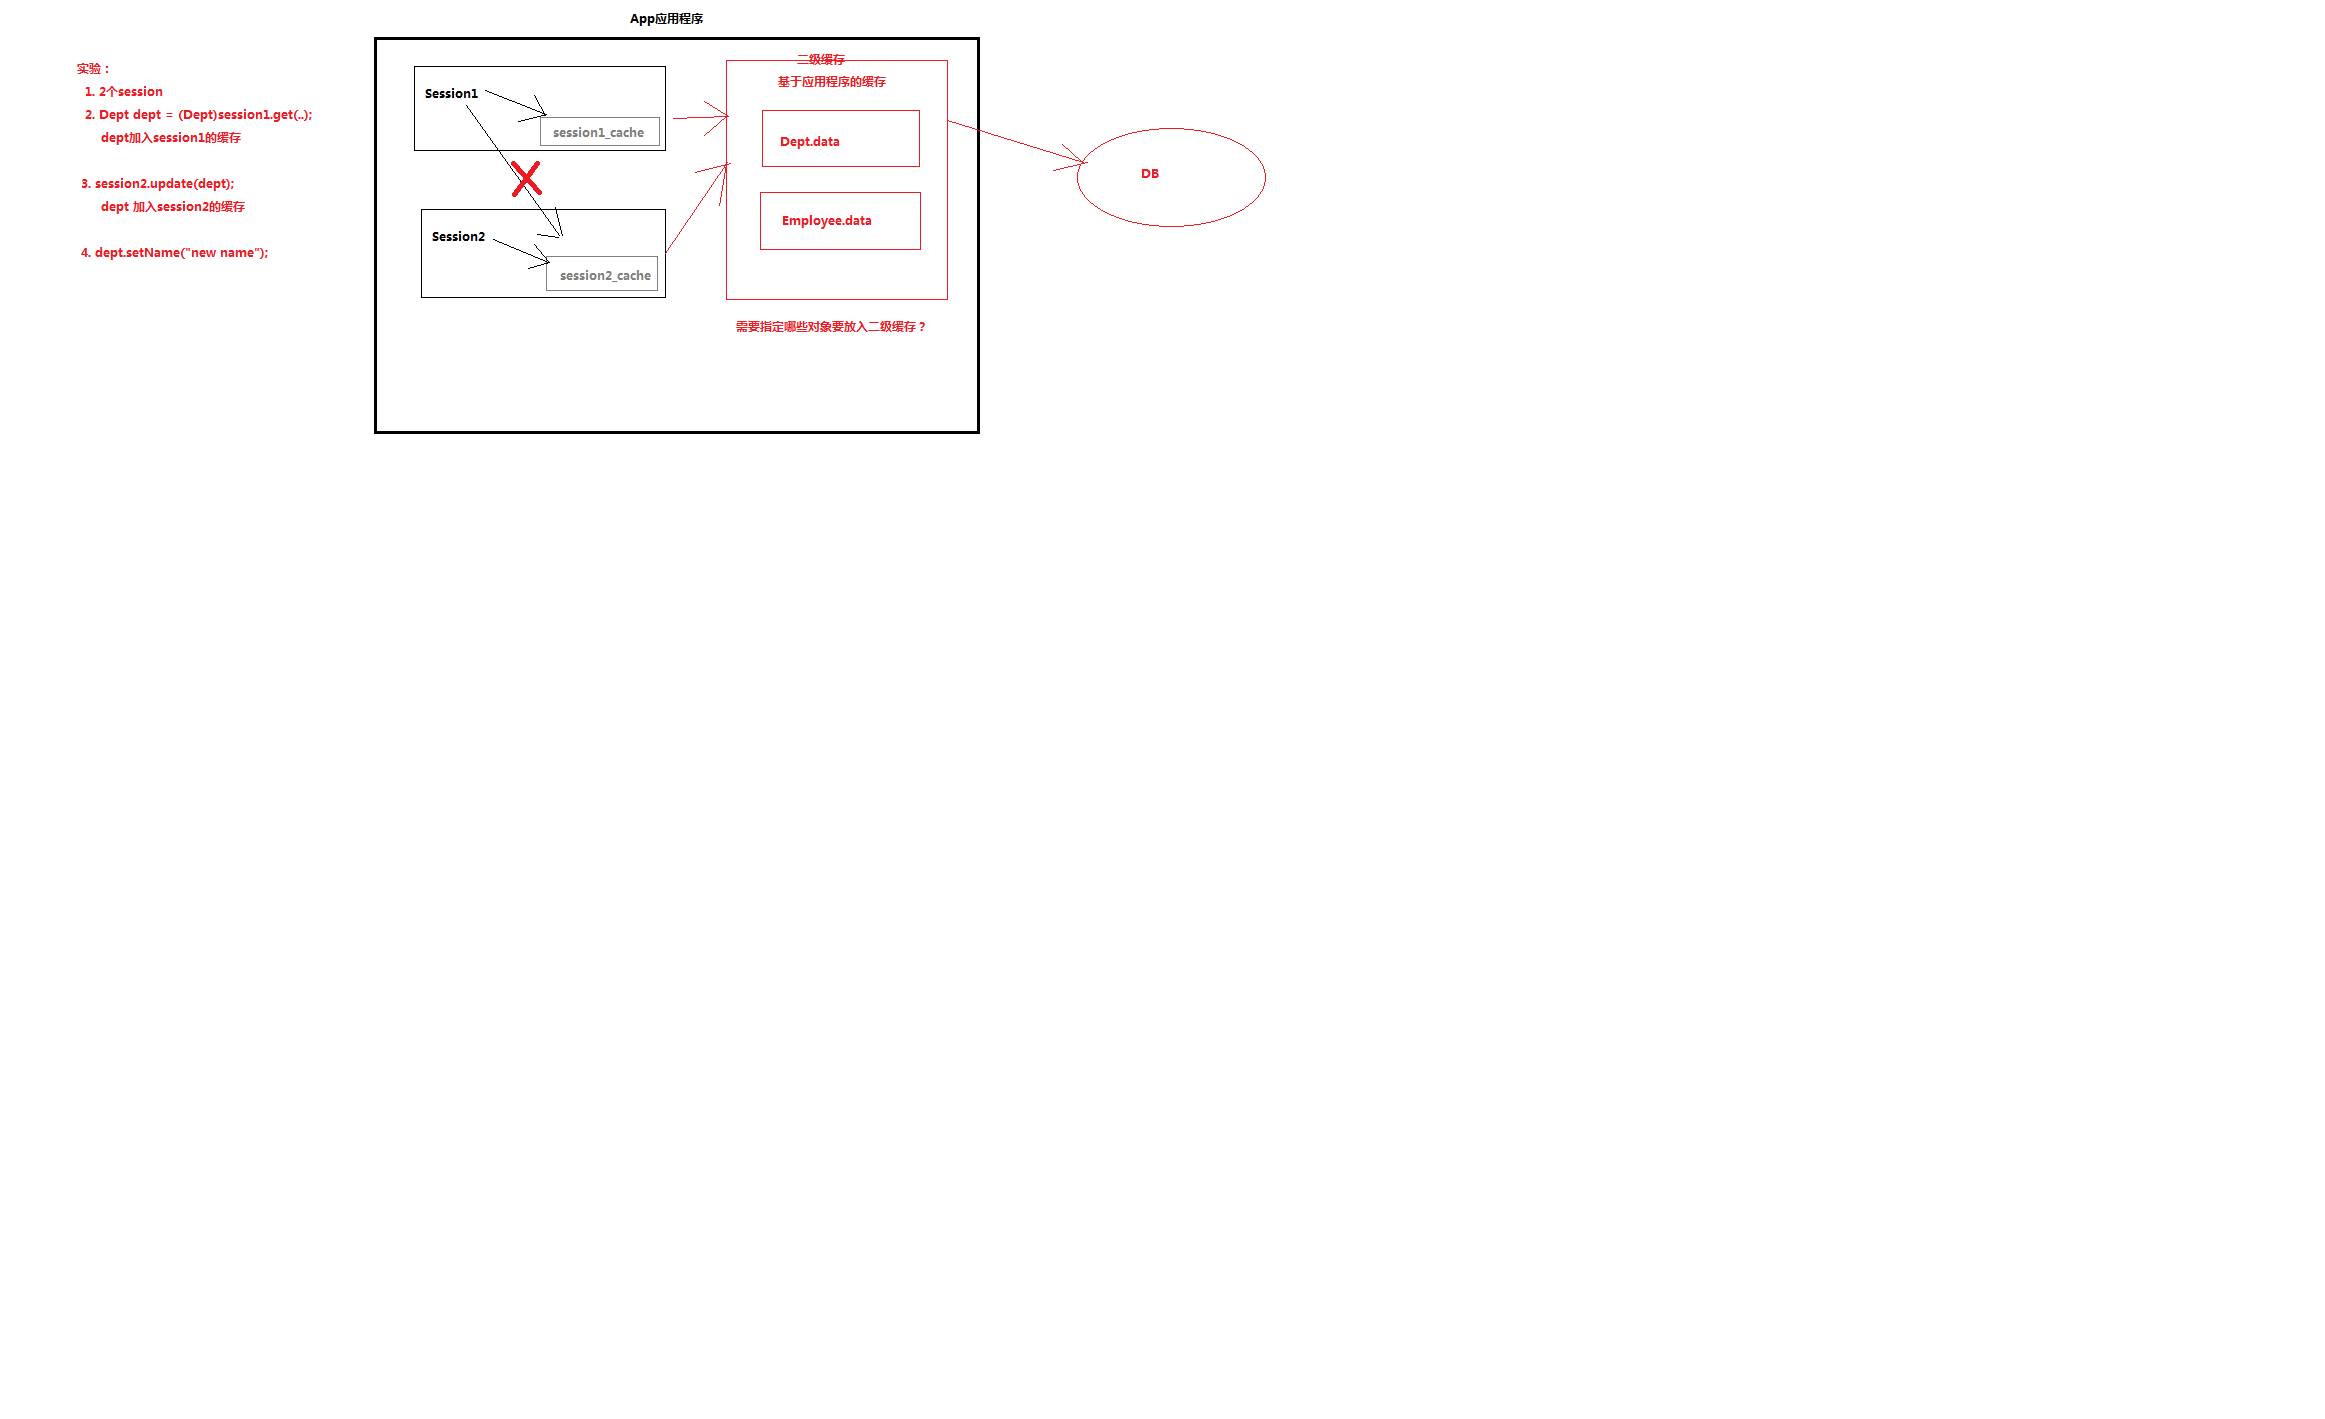 App应用程序
实验：
1. 2个session
2. Dept dept = (Dept)session1.get(..);
dept加入session1的缓存
3. session2.update(dept);
dept 加入session2的缓存
4. dept.setName("new name");
Session1
session1_cache
Session2
session2_cache
二级缓存
基于应用程序的缓存
Dept.data
Employee.data
需要指定哪些对象要放入二级缓存？
DB